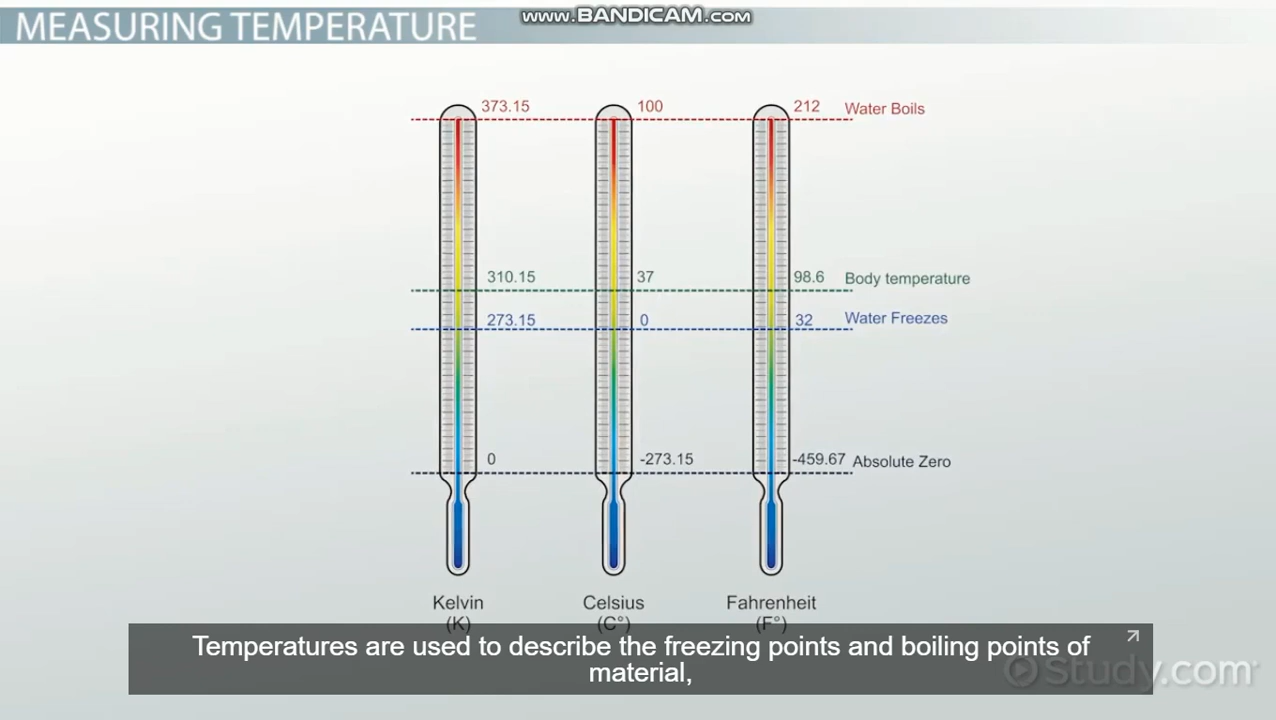 www.BANDICAM.com
MEASURING TEMPERATURE
373.15 100 212 Water Boils
310.15 37 98.6 Body temperature
273.15 0 32 Water Freezes
0 -273.15 -459.67 Absolute Zero
Kelvin Celsius Fahrenheit
(K) (C°) (F°)
Temperatures are used to describe the freezing points and boiling points of
material,
Study.com